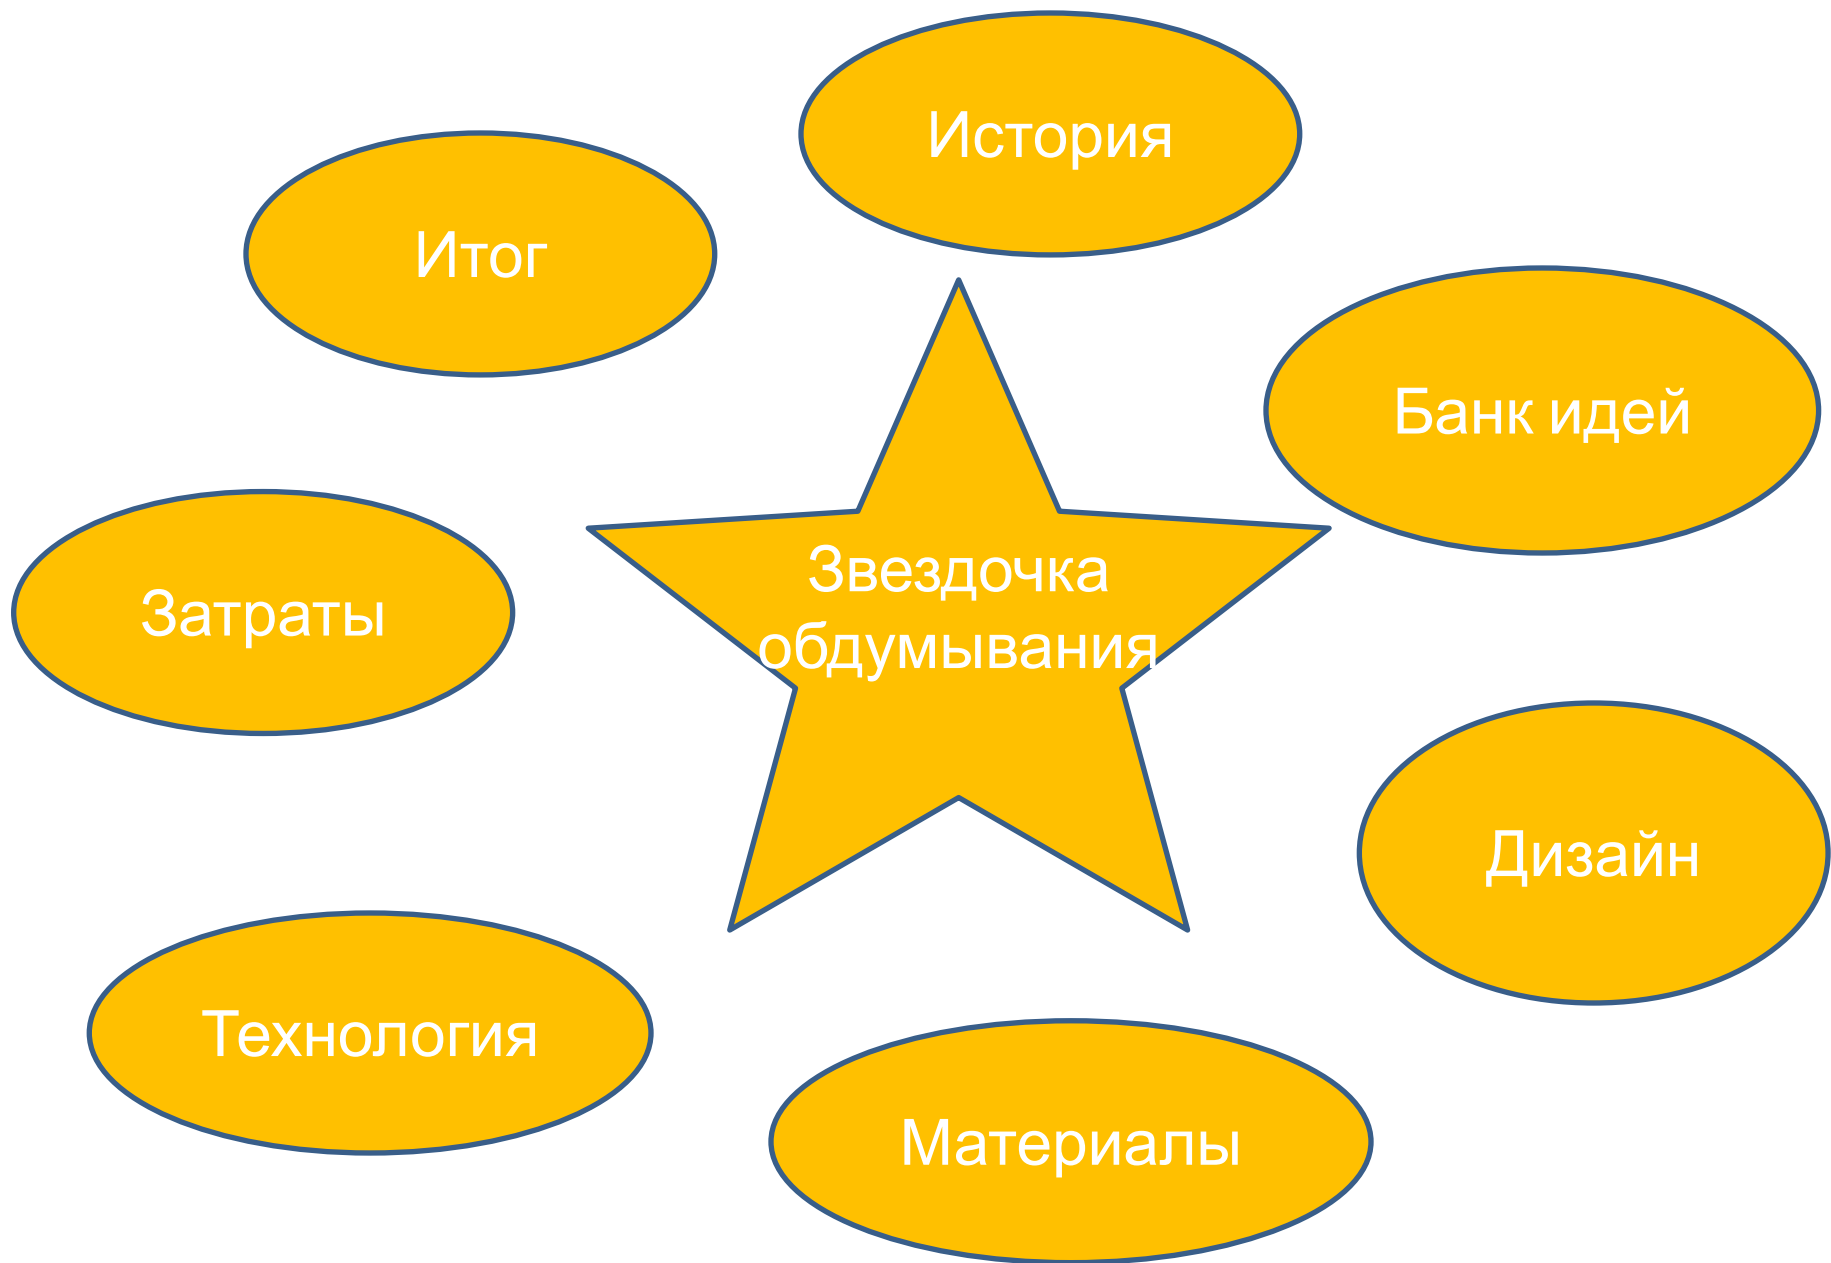 История
Итог
Банк идей
Звездочка
обдумывания
Затраты
Дизайн
Технология
Материалы